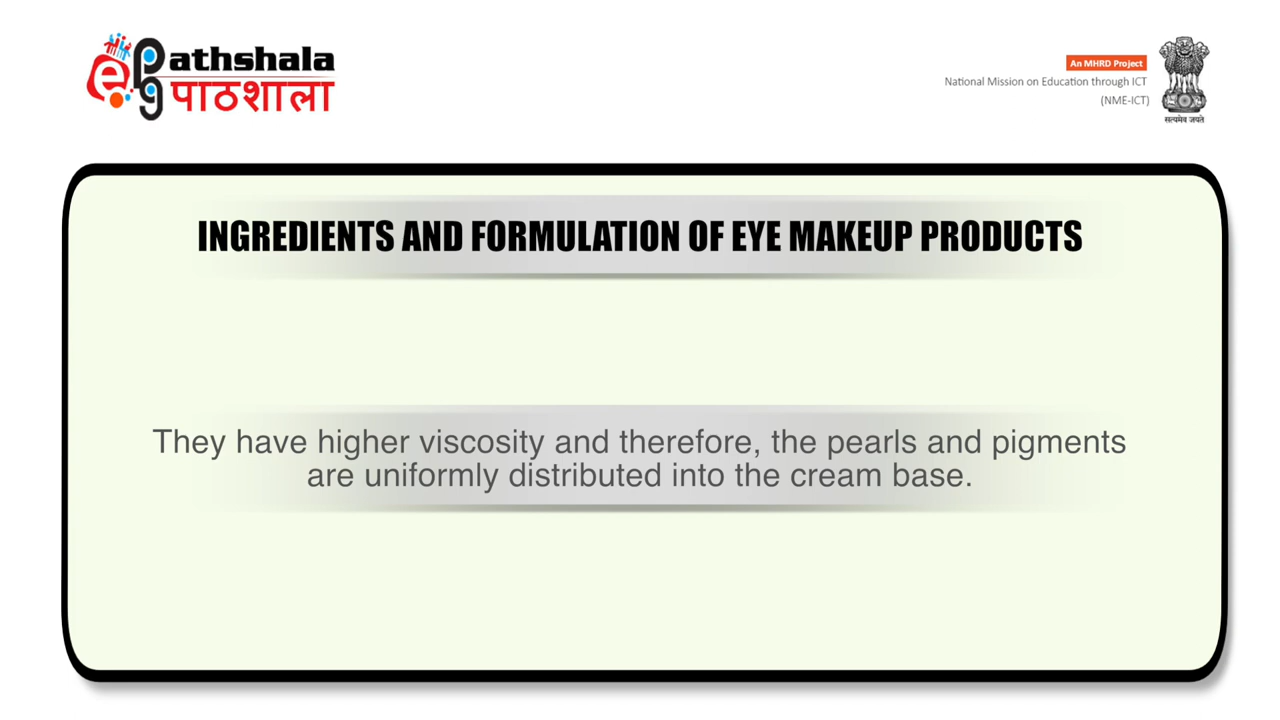 e pg Pathshala
पाठशाला
An MHRD Project
National Mission on Education through ICT
(NME-ICT)
सत्यमेव जयते
INGREDIENTS AND FORMULATION OF EYE MAKEUP PRODUCTS
They have higher viscosity and therefore, the pearls and pigments
are uniformly distributed into the cream base.